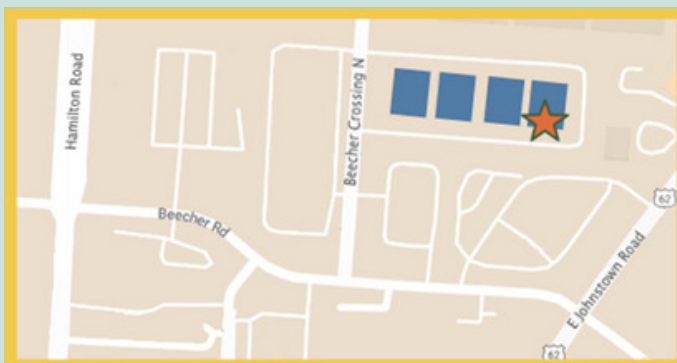 Hamilton Road
Beecher Crossing N
Beecher Rd
62
E Johnstown Road
62